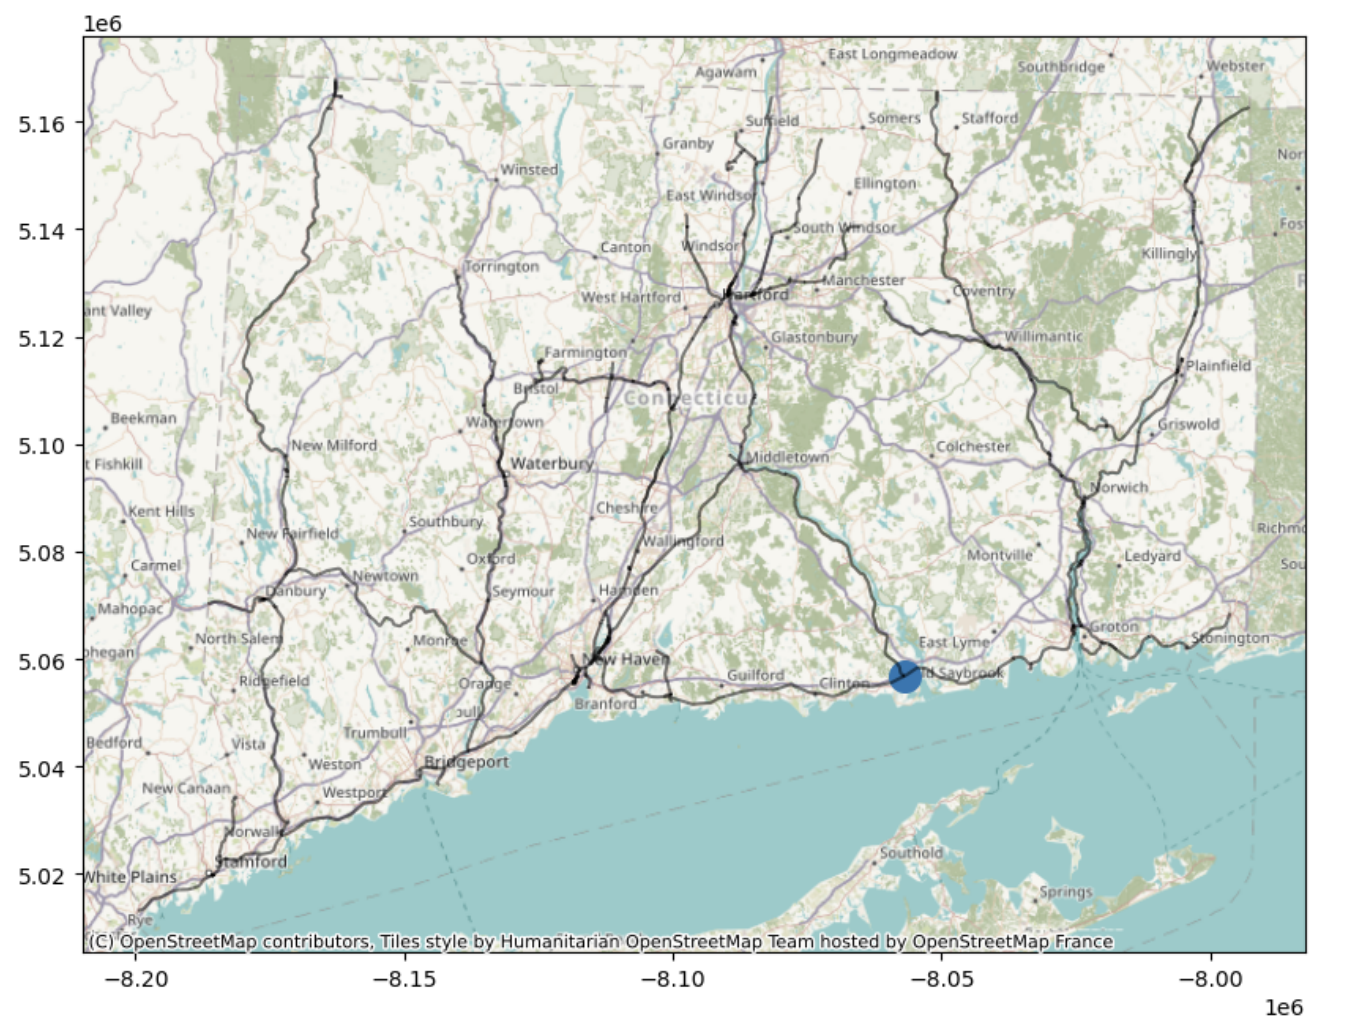 1e6
East Longmeadow
Agawam
Southbridge
Webster
5.16
Suffield
Somers
Stafford
Granby
Winsted
East Windsor
Ellington
5.14
South Windsor
Canton
Windsor
Killingly
Torrington
Manchester
West Hartford
Hartford
Coventry
ant Valley
5.12
Glastonbury
Willimantic
Farmington
Plainfield
Bristol
Connecticu
Beekman
Watertown
Griswold
5.10
New Milford
Colchester
t Fishkill
Waterbury
Middletown
Norwich
Kent Hills
Cheshire
Southbury
Richmo
New Fairfield
Wallingford
5.08
Carmel
Oxford
Montville
Ledyard
Sou
Newtown
Danbury
Seymour
Hamden
Mahopac
Groton
North Salem
Monroe
East Lyme
Stonington
ohegan
5.06
New Haven
Ridgefield
Orange
Guilford
Clinton
d Saybrook
Branford
bull
Trumbull
Bedford
Vista
5.04
Weston
Bridgeport
New Canaan
Westport
Norwalk
Southold
Stamford
5.02
White Plains
Springs
Rye
(C) OpenStreetMap contributors, Tiles style by Humanitarian OpenStreetMap Team hosted by OpenStreetMap France
−8.20
−8.15
−8.10
−8.05
−8.00
1e6